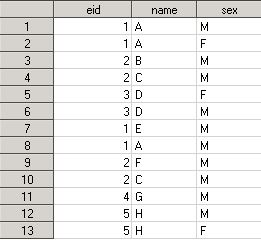 eid name sex
1 1 A M
2 1 A F
3 2 B M
4 2 C M
5 3 D F
6 3 D M
7 1 E M
8 1 A M
9 2 F M
10 2 C M
11 4 G M
12 5 H M
13 5 H F